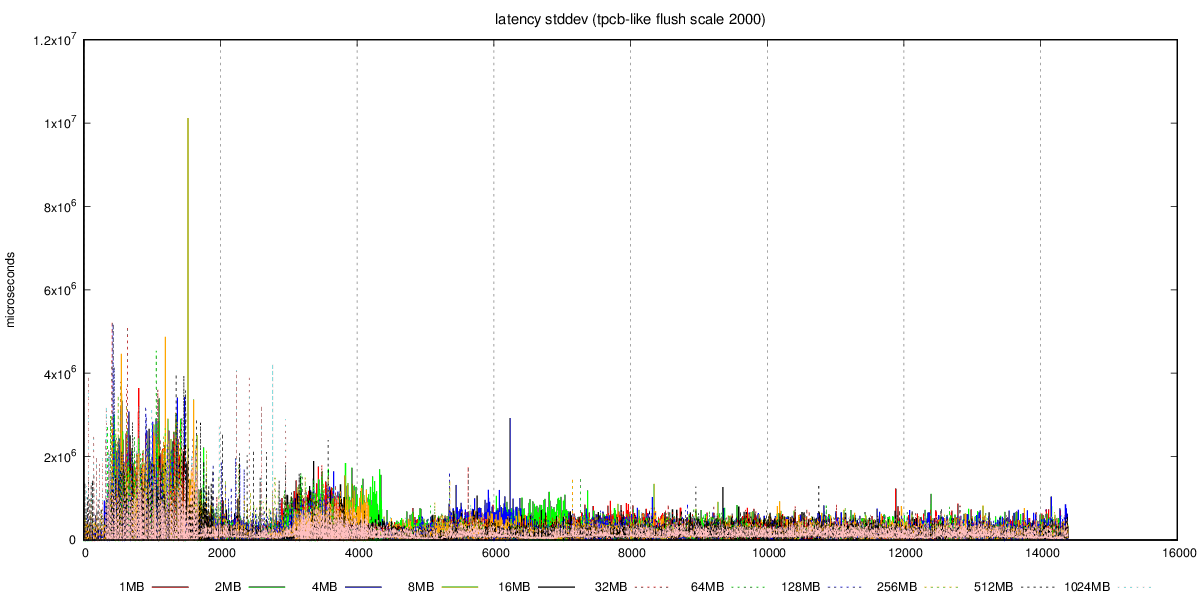 latency stddev (tpcb-like flush scale 2000)
1.2x10^7
1x10^7
8x10^6
6x10^6
4x10^6
2x10^6
0
microseconds
0 2000 4000 6000 8000 10000 12000 14000 16000
1MB 2MB 4MB 8MB 16MB 32MB 64MB 128MB 256MB 512MB 1024MB